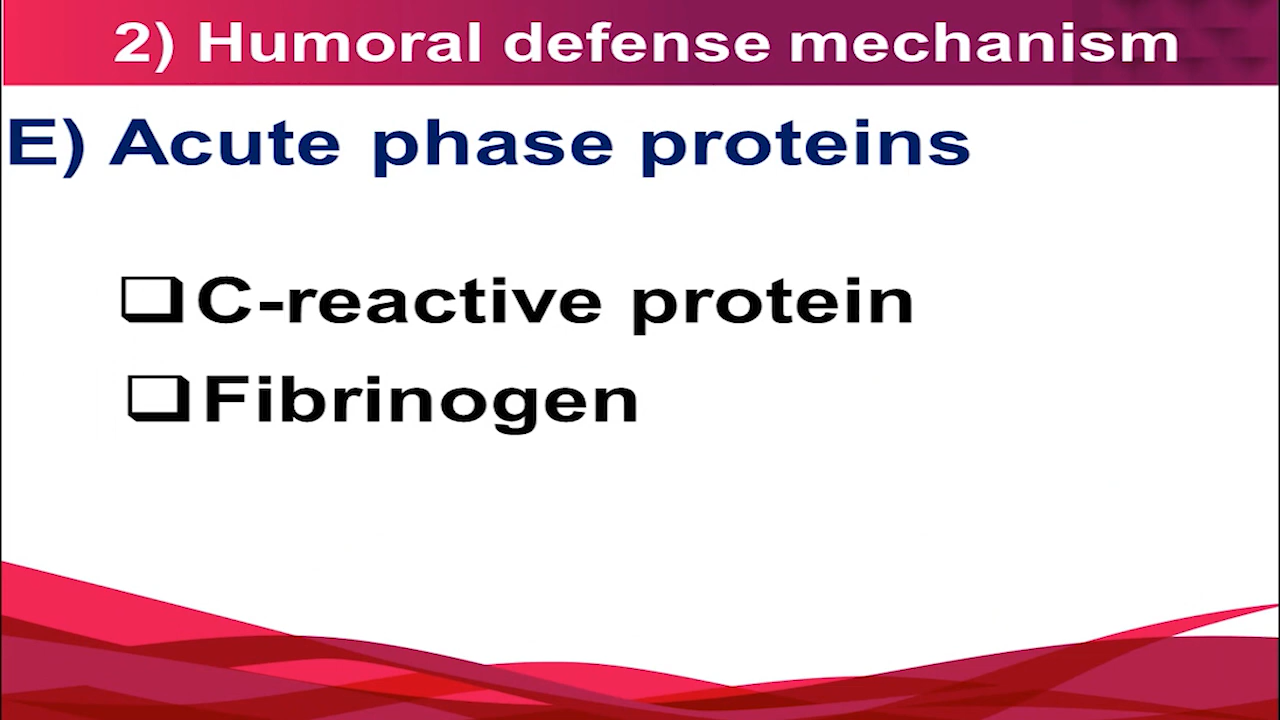 2) Humoral defense mechanism
E) Acute phase proteins
❑C-reactive protein
❑Fibrinogen